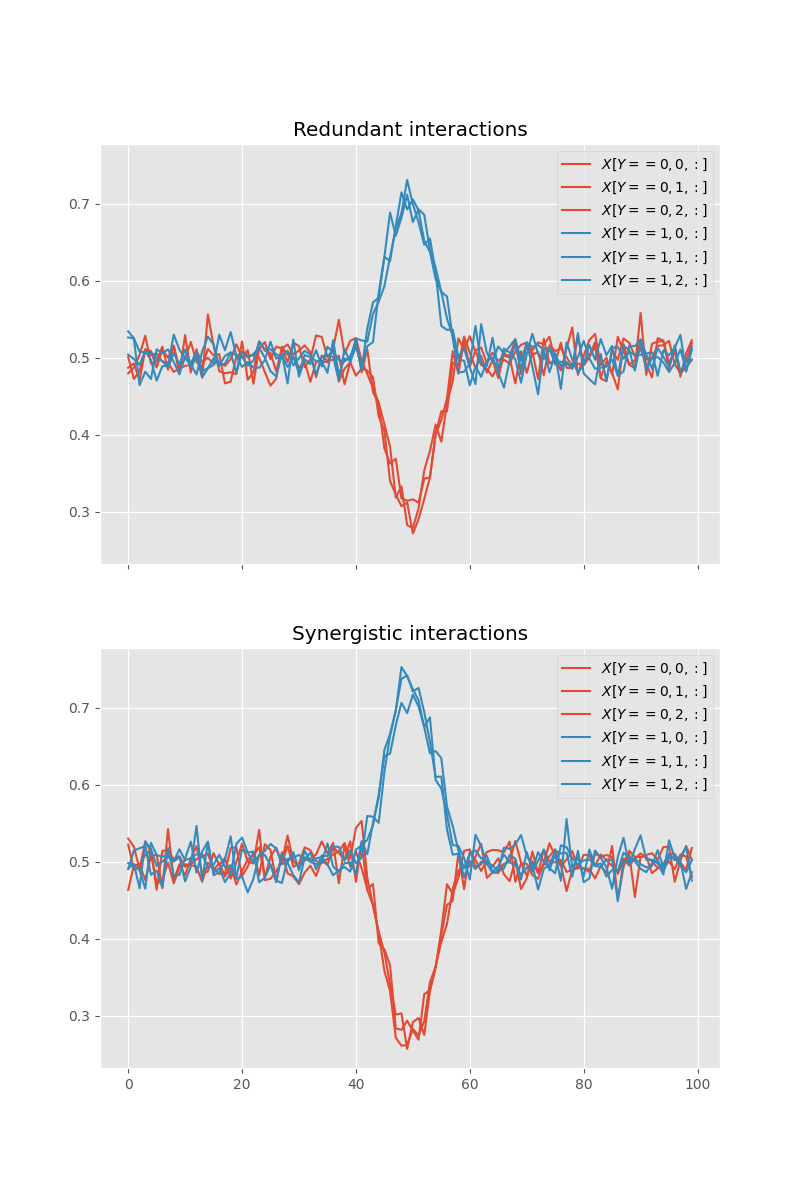 Redundant interactions
X[Y==0,0,:]
X[Y==0,1,:]
X[Y==0,2,:]
X[Y==1,0,:]
X[Y==1,1,:]
X[Y==1,2,:]
0.7
0.6
0.5
0.4
0.3
Synergistic interactions
X[Y==0,0,:]
X[Y==0,1,:]
X[Y==0,2,:]
X[Y==1,0,:]
X[Y==1,1,:]
X[Y==1,2,:]
0.7
0.6
0.5
0.4
0.3
0 20 40 60 80 100